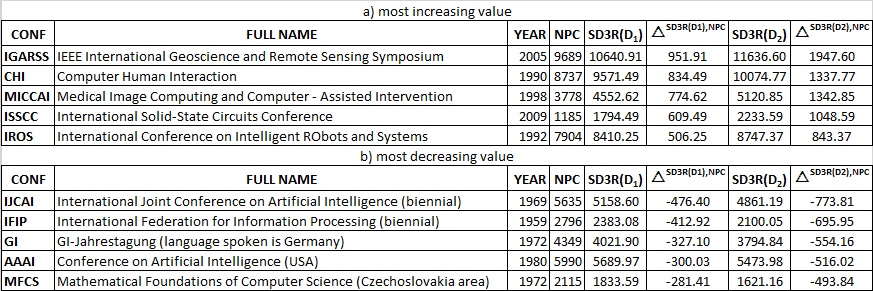 a) most increasing value
CONF FULL NAME YEAR NPC SD3R(D₁) △SD3R(D1),NPC SD3R(D₂) △SD3R(D2),NPC
IGARSS IEEE International Geoscience and Remote Sensing Symposium 2005 9689 10640.91 951.91 11636.60 1947.60
CHI Computer Human Interaction 1990 8737 9571.49 834.49 10074.77 1337.77
MICCAI Medical Image Computing and Computer - Assisted Intervention 1998 3778 4552.62 774.62 5120.85 1342.85
ISSCC International Solid-State Circuits Conference 2009 1185 1794.49 609.49 2233.59 1048.59
IROS International Conference on Intelligent RObots and Systems 1992 7904 8410.25 506.25 8747.37 843.37
b) most decreasing value
CONF FULL NAME YEAR NPC SD3R(D₁) △SD3R(D1),NPC SD3R(D₂) △SD3R(D2),NPC
IJCAI International Joint Conference on Artificial Intelligence (biennial) 1969 5635 5158.60 -476.40 4861.19 -773.81
IFIP International Federation for Information Processing (biennial) 1959 2796 2383.08 -412.92 2100.05 -695.95
GI GI-Jahrestagung (language spoken is Germany) 1972 4349 4021.90 -327.10 3794.84 -554.16
AAAI Conference on Artificial Intelligence (USA) 1980 5990 5689.97 -300.03 5473.98 -516.02
MFCS Mathematical Foundations of Computer Science (Czechoslovakia area) 1972 2115 1833.59 -281.41 1621.16 -493.84